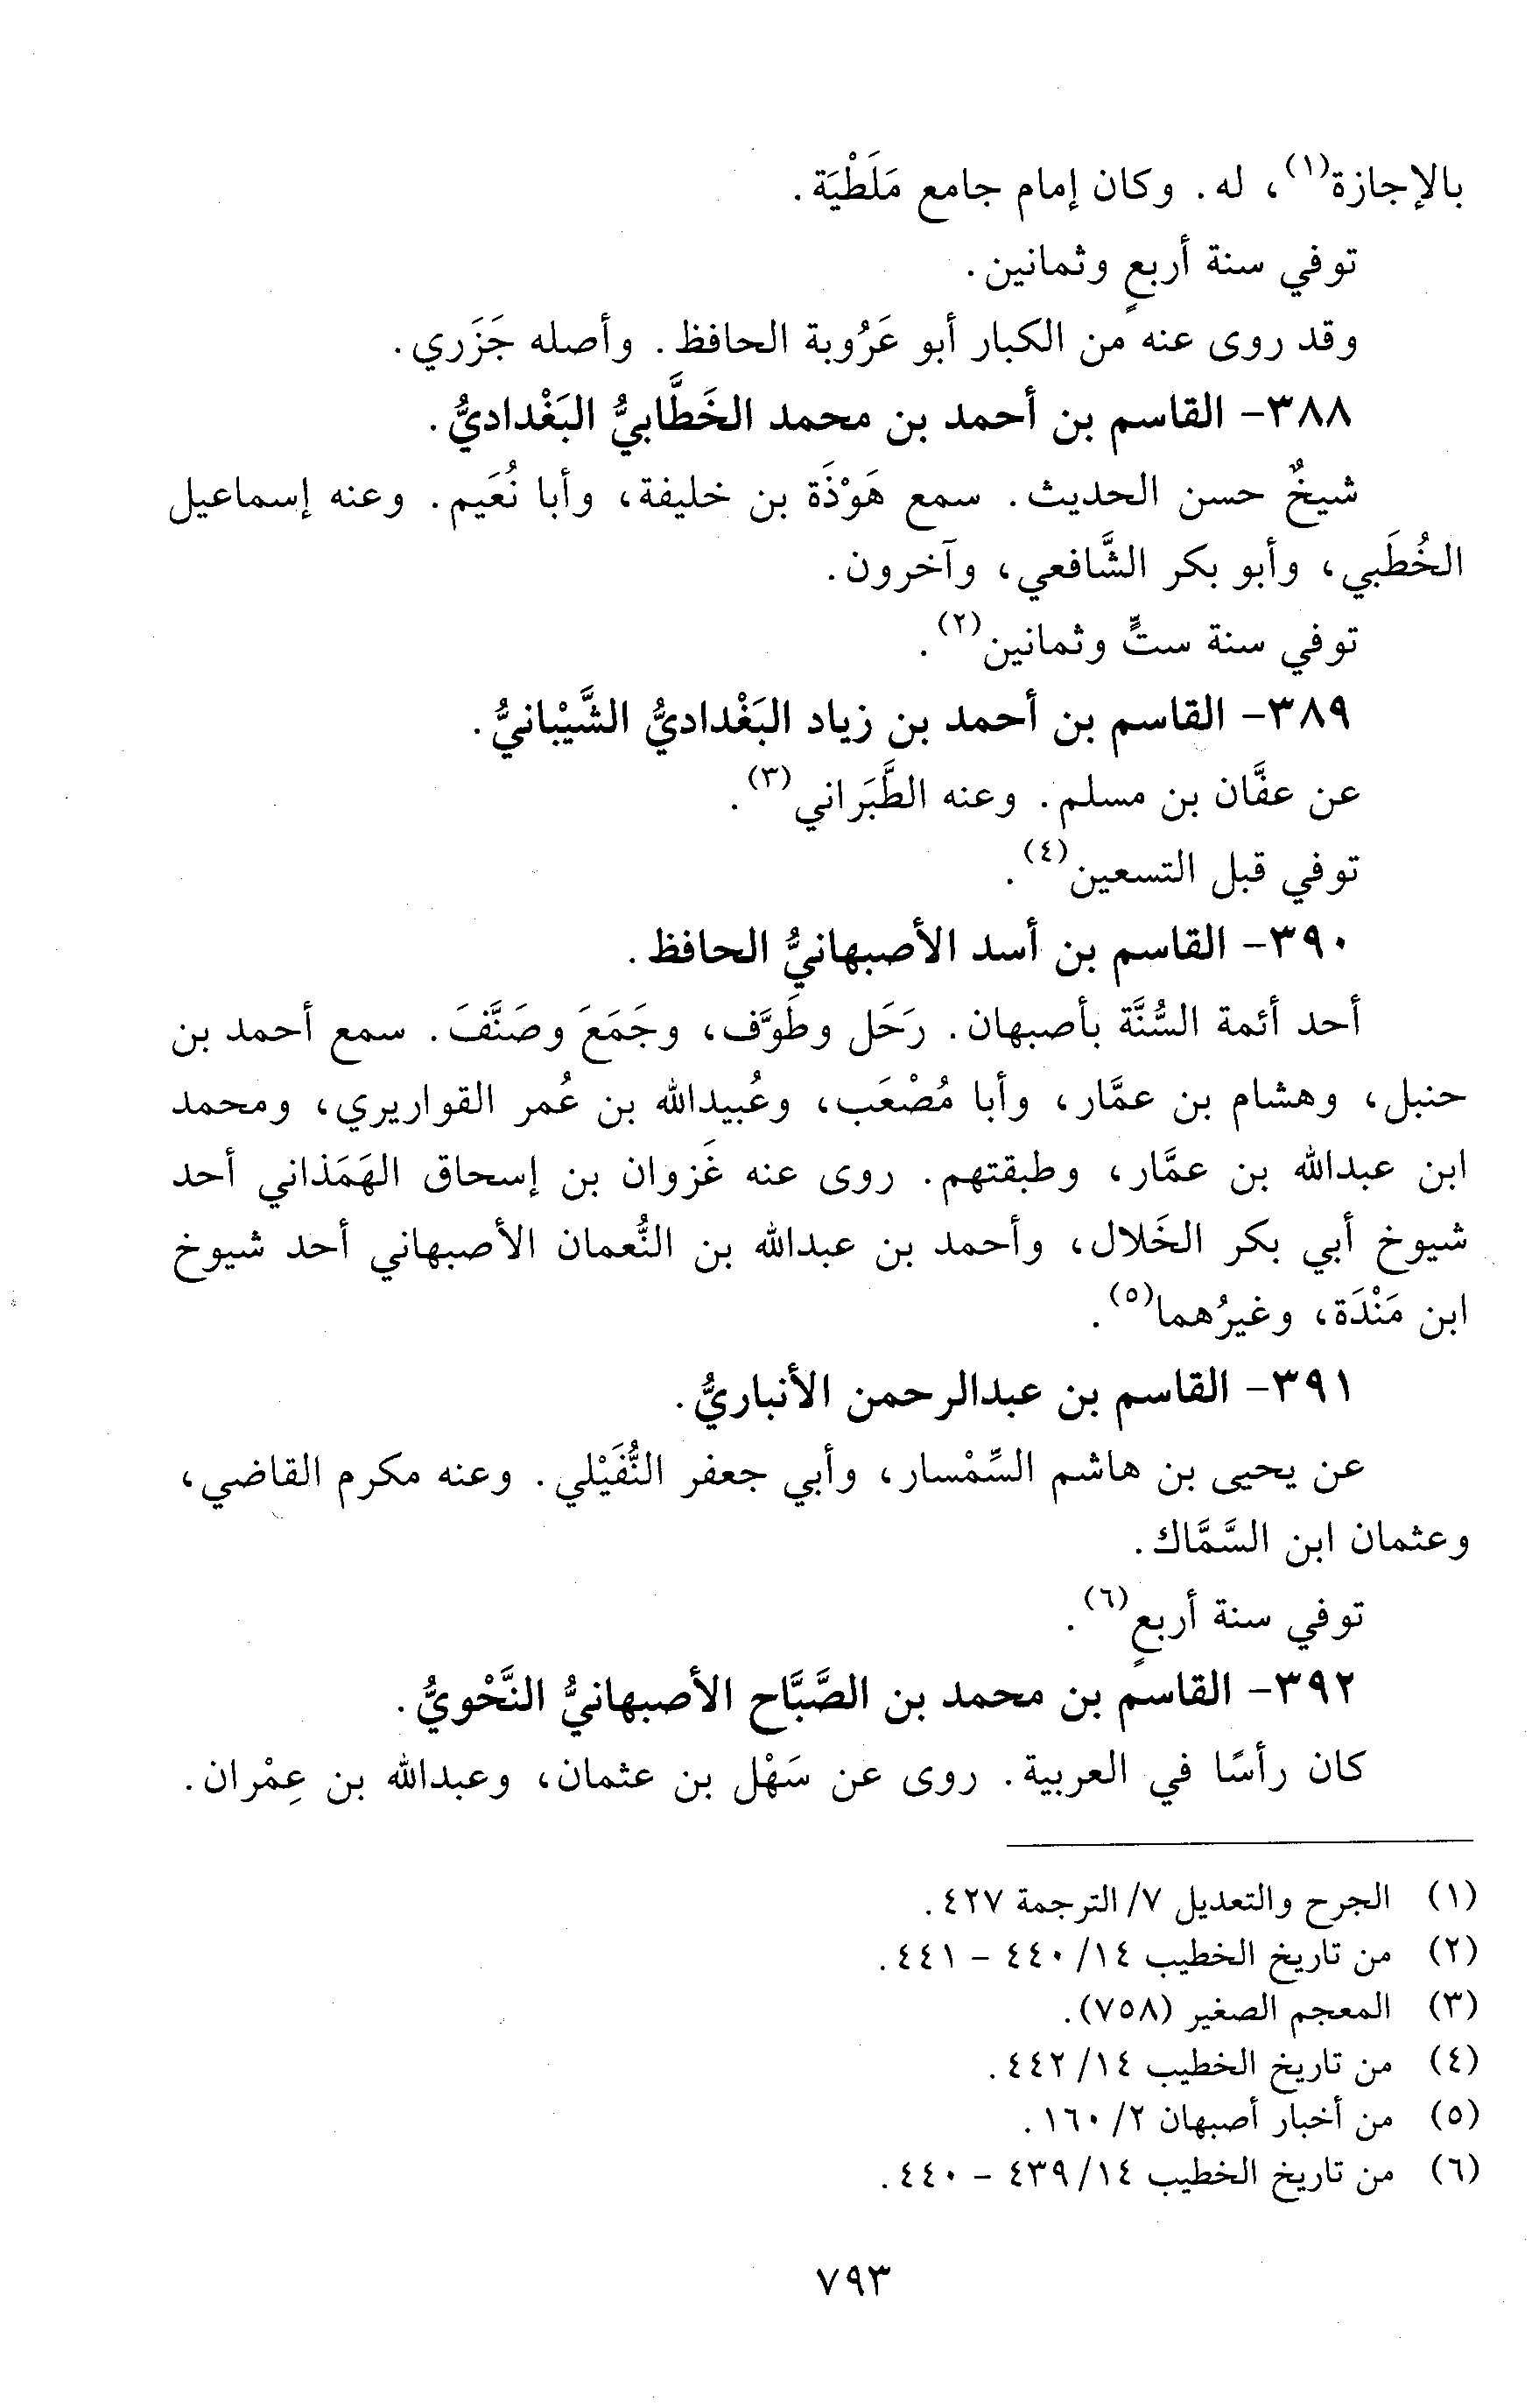 بالإجازة(١)، له. وكان إمام جامع مَلَطْيَة.
توفي سنة أربعٍ وثمانين.
وقد روى عنه من الكبار أبو عَرُوبة الحافظ. وأصله جَزَري.
٣٨٨- القاسم بن أحمد بن محمد الخَطَّابيُّ البَغْداديُّ.
شيخٌ حسن الحديث. سمع هَوْذَة بن خليفة، وأبا نُعَيم. وعنه إسماعيل
الخُطَبي، وأبو بكر الشَّافعي، وآخرون.
توفي سنة ستٍّ وثمانين(٢).
٣٨٩- القاسم بن أحمد بن زياد البَغْداديُّ الشَّيْبانيُّ.
عن عفَّان بن مسلم. وعنه الطَّبَراني(٣).
توفي قبل التسعين(٤).
٣٩٠- القاسم بن أسد الأصبهانيُّ الحافظ.
أحد أئمة السُّنَّة بأصبهان. رَحَل وطَوَّف، وجَمَعَ وصَنَّفَ. سمع أحمد بن
حنبل، وهشام بن عمَّار، وأبا مُصْعَب، وعُبيدالله بن عُمر القواريري، ومحمد
ابن عبدالله بن عمَّار، وطبقتهم. روى عنه غَزوان بن إسحاق الهَمَذاني أحد
شيوخ أبي بكر الخَلال، وأحمد بن عبدالله بن النُّعمان الأصبهاني أحد شيوخ
ابن مَنْدَة، وغيرُهما(٥).
٣٩١- القاسم بن عبدالرحمن الأنباريُّ.
عن يحيى بن هاشم السِّمْسار، وأبي جعفر النُّفَيْلي. وعنه مكرم القاضي،
وعثمان ابن السَّمَّاك.
توفي سنة أربعٍ(٦).
٣٩٢- القاسم بن محمد بن الصَّبَّاح الأصبهانيُّ النَّحْويُّ.
كان رأسًا في العربية. روى عن سَهْل بن عثمان، وعبدالله بن عِمْران.
(١) الجرح والتعديل ٧/ الترجمة ٤٢٧.
(٢) من تاريخ الخطيب ١٤/ ٤٤٠ - ٤٤١.
(٣) المعجم الصغير (٧٥٨).
(٤) من تاريخ الخطيب ١٤/ ٤٤٢.
(٥) من أخبار أصبهان ٢/ ١٦٠.
(٦) من تاريخ الخطيب ١٤/ ٤٣٩ - ٤٤٠.
٧٩٣